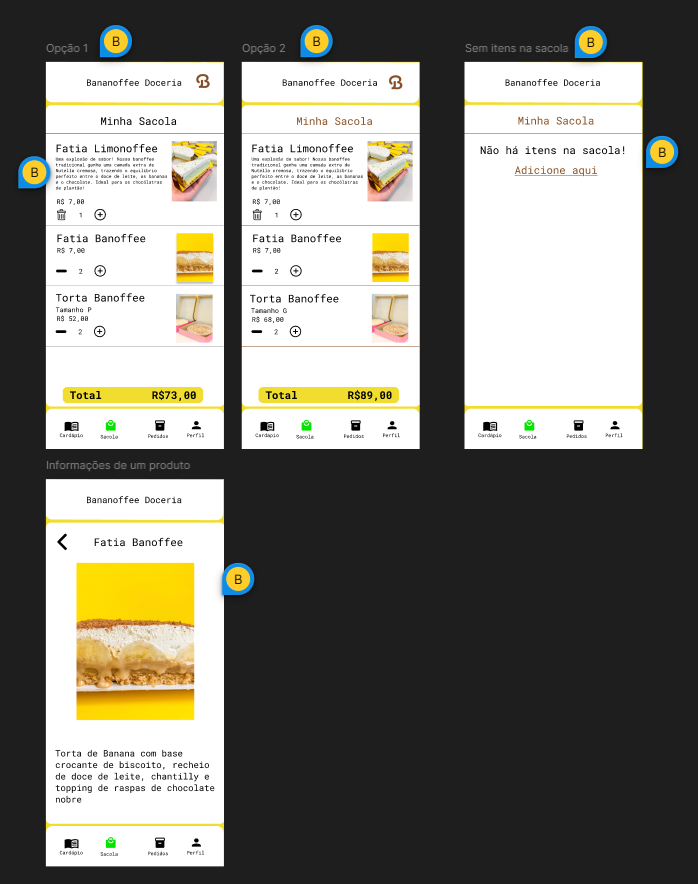 Opção 1
B
Opção 2
B
Sem itens na sacola
B
Bananoffee Doceria
B
Minha Sacola
Fatia Limonoffee
Uma explosão de sabor! Nossa banoffee
tradicional ganha uma camada extra de
Nutella cremosa, trazendo o equilíbrio
perfeito entre o doce de leite, as bananas
e o chocolate. Ideal para os chocólatras
de plantão!
R$ 7,00
1
B
Fatia Banoffee
R$ 7,00
2
Torta Banoffee
Tamanho P
R$ 52,00
2
Total R$73,00
Cardápio Sacola Pedidos Perfil
Bananoffee Doceria
B
Minha Sacola
Fatia Limonoffee
Uma explosão de sabor! Nossa banoffee
tradicional ganha uma camada extra de
Nutella cremosa, trazendo o equilíbrio
perfeito entre o doce de leite, as bananas
e o chocolate. Ideal para os chocólatras
de plantão!
R$ 7,00
1
Fatia Banoffee
R$ 7,00
2
Torta Banoffee
Tamanho G
R$ 68,00
2
Total R$89,00
Cardápio Sacola Pedidos Perfil
Bananoffee Doceria
Minha Sacola
Não há itens na sacola!
Adicione aqui
B
Cardápio Sacola Pedidos Perfil
Informações de um produto
Bananoffee Doceria
Fatia Banoffee
B
Torta de Banana com base
crocante de biscoito, recheio
de doce de leite, chantilly e
topping de raspas de chocolate
nobre
Cardápio Sacola Pedidos Perfil